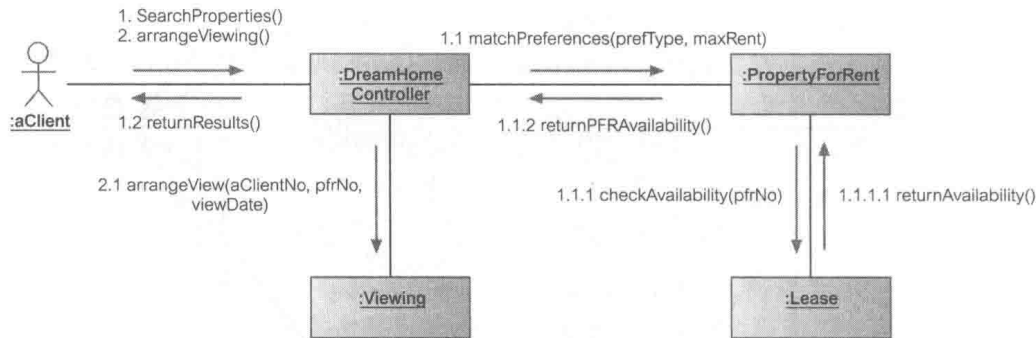 1. SearchProperties()
2. arrangeViewing()
1.1 matchPreferences(prefType, maxRent)
:DreamHome
Controller
:PropertyForRent
:aClient
1.2 returnResults()
1.1.2 returnPFRAvailability()
2.1 arrangeView(aClientNo, pfrNo,
viewDate)
1.1.1 checkAvailability(pfrNo)
1.1.1.1 returnAvailability()
:Viewing
:Lease